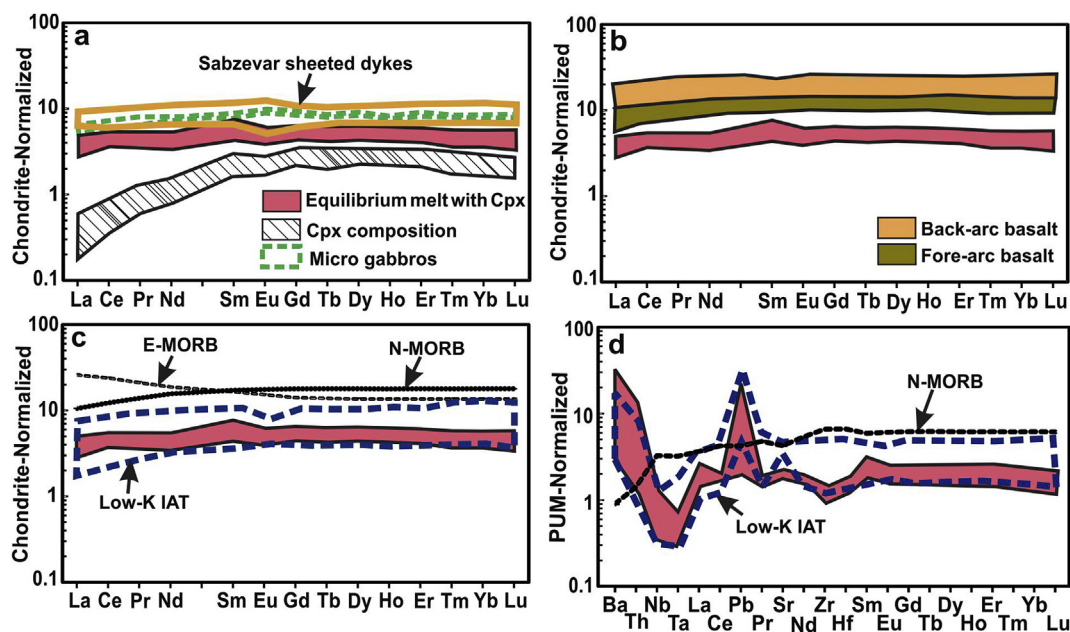 a
Chondrite-Normalized
100
10
1
0.1
Sabzevar sheeted dykes
Equilibrium melt with Cpx
Cpx composition
Micro gabbros
La Ce Pr Nd Sm Eu Gd Tb Dy Ho Er Tm Yb Lu
b
Chondrite-Normalized
100
10
1
0.1
Back-arc basalt
Fore-arc basalt
La Ce Pr Nd Sm Eu Gd Tb Dy Ho Er Tm Yb Lu
c
Chondrite-Normalized
100
10
1
0.1
E-MORB
N-MORB
Low-K IAT
La Ce Pr Nd Sm Eu Gd Tb Dy Ho Er Tm Yb Lu
d
PUM-Normalized
100
10
1
0.1
N-MORB
Low-K IAT
Ba Nb La Pb Sr Zr Sm Gd Dy Er Yb
Th Ta Ce Pr Nd Hf Eu Tb Ho Tm Lu